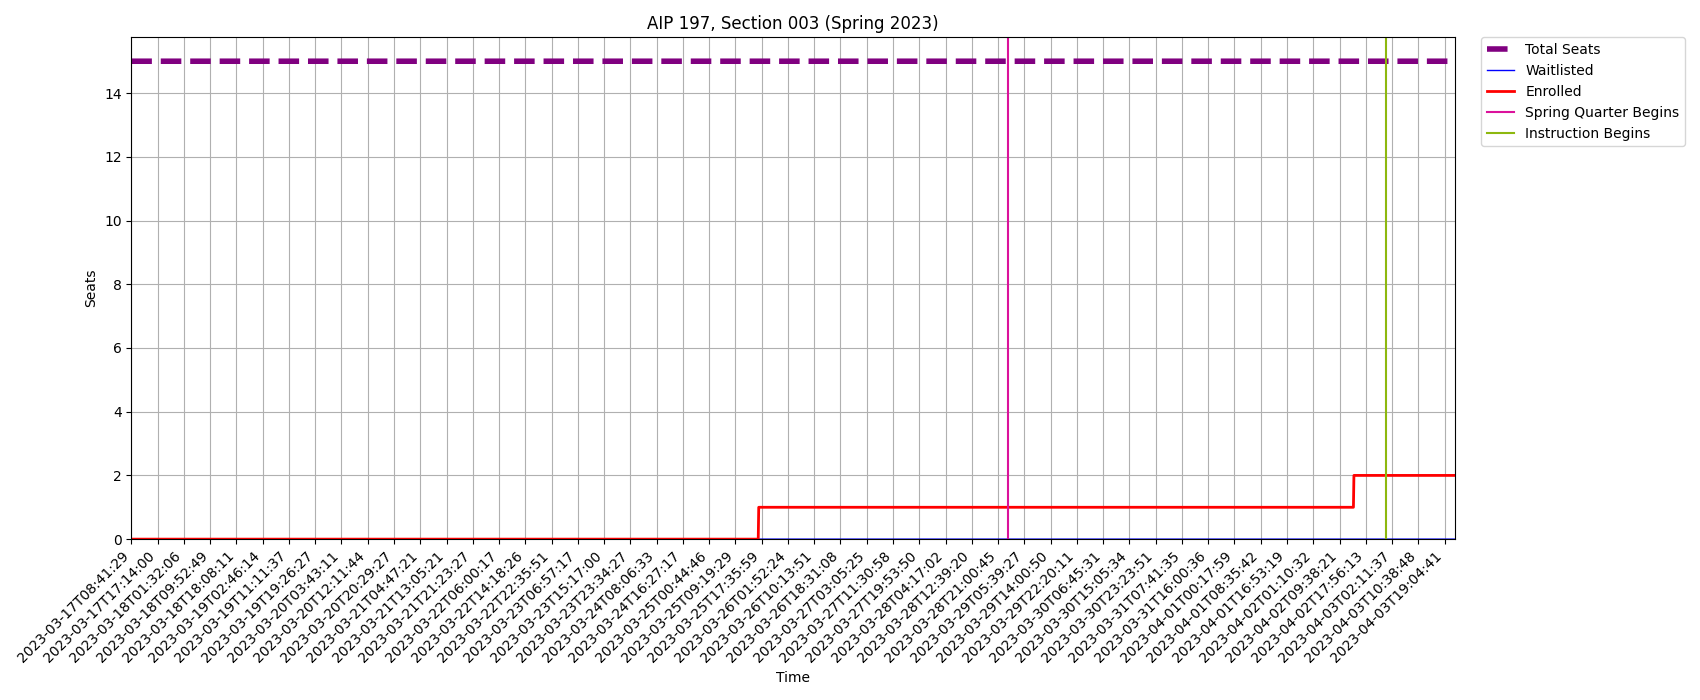 AIP 197, Section 003 (Spring 2023)
Total Seats
Waitlisted
Enrolled
Spring Quarter Begins
Instruction Begins
Seats
14
12
10
8
6
4
2
0
2023-03-17T08:41:29
2023-03-17T17:14:00
2023-03-18T01:32:06
2023-03-18T09:52:49
2023-03-18T18:08:11
2023-03-19T02:46:14
2023-03-19T11:11:37
2023-03-19T19:26:27
2023-03-20T03:43:11
2023-03-20T12:11:44
2023-03-20T20:29:27
2023-03-21T04:47:21
2023-03-21T13:05:21
2023-03-21T21:23:27
2023-03-22T06:00:17
2023-03-22T14:18:26
2023-03-22T22:35:51
2023-03-23T06:57:17
2023-03-23T15:17:00
2023-03-23T23:34:27
2023-03-24T08:06:33
2023-03-24T16:27:17
2023-03-25T00:44:46
2023-03-25T09:19:29
2023-03-25T17:35:59
2023-03-26T01:52:24
2023-03-26T10:13:51
2023-03-26T18:31:08
2023-03-27T03:05:25
2023-03-27T11:30:58
2023-03-27T19:53:50
2023-03-28T04:17:02
2023-03-28T12:39:20
2023-03-28T21:00:45
2023-03-29T05:39:27
2023-03-29T14:00:50
2023-03-29T22:20:11
2023-03-30T06:45:31
2023-03-30T15:05:34
2023-03-30T23:23:51
2023-03-31T07:41:35
2023-03-31T16:00:36
2023-04-01T00:17:59
2023-04-01T08:35:42
2023-04-01T16:53:19
2023-04-02T01:10:32
2023-04-02T09:38:21
2023-04-02T17:56:13
2023-04-03T02:11:37
2023-04-03T10:38:48
2023-04-03T19:04:41
Time